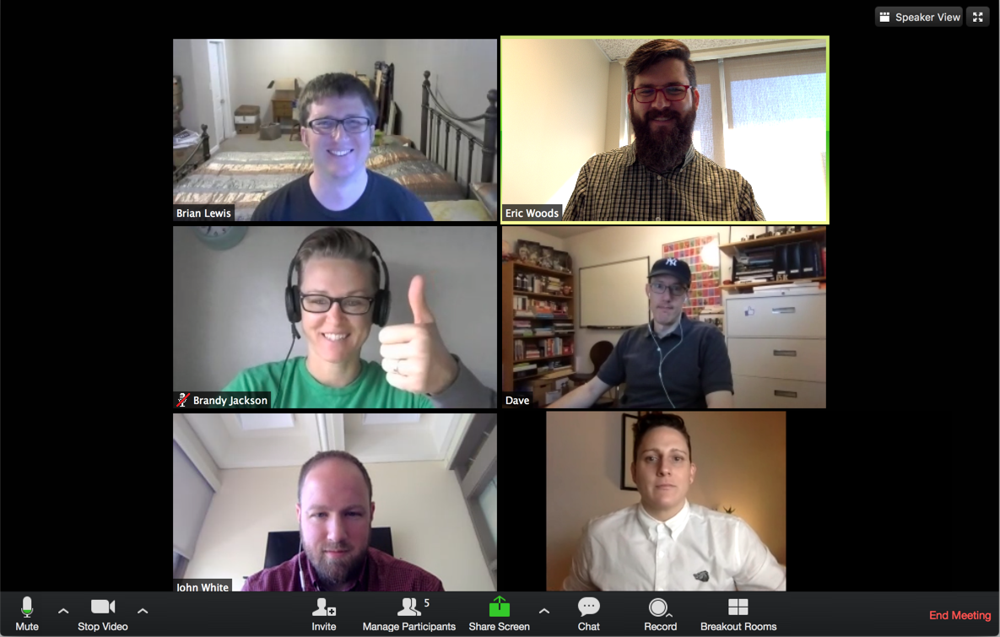 Speaker View
Brian Lewis
Eric Woods
NY
Brandy Jackson
Dave
John White
5
Mute
Stop Video
Invite
Manage Participants
Share Screen
Chat
Record
Breakout Rooms
End Meeting